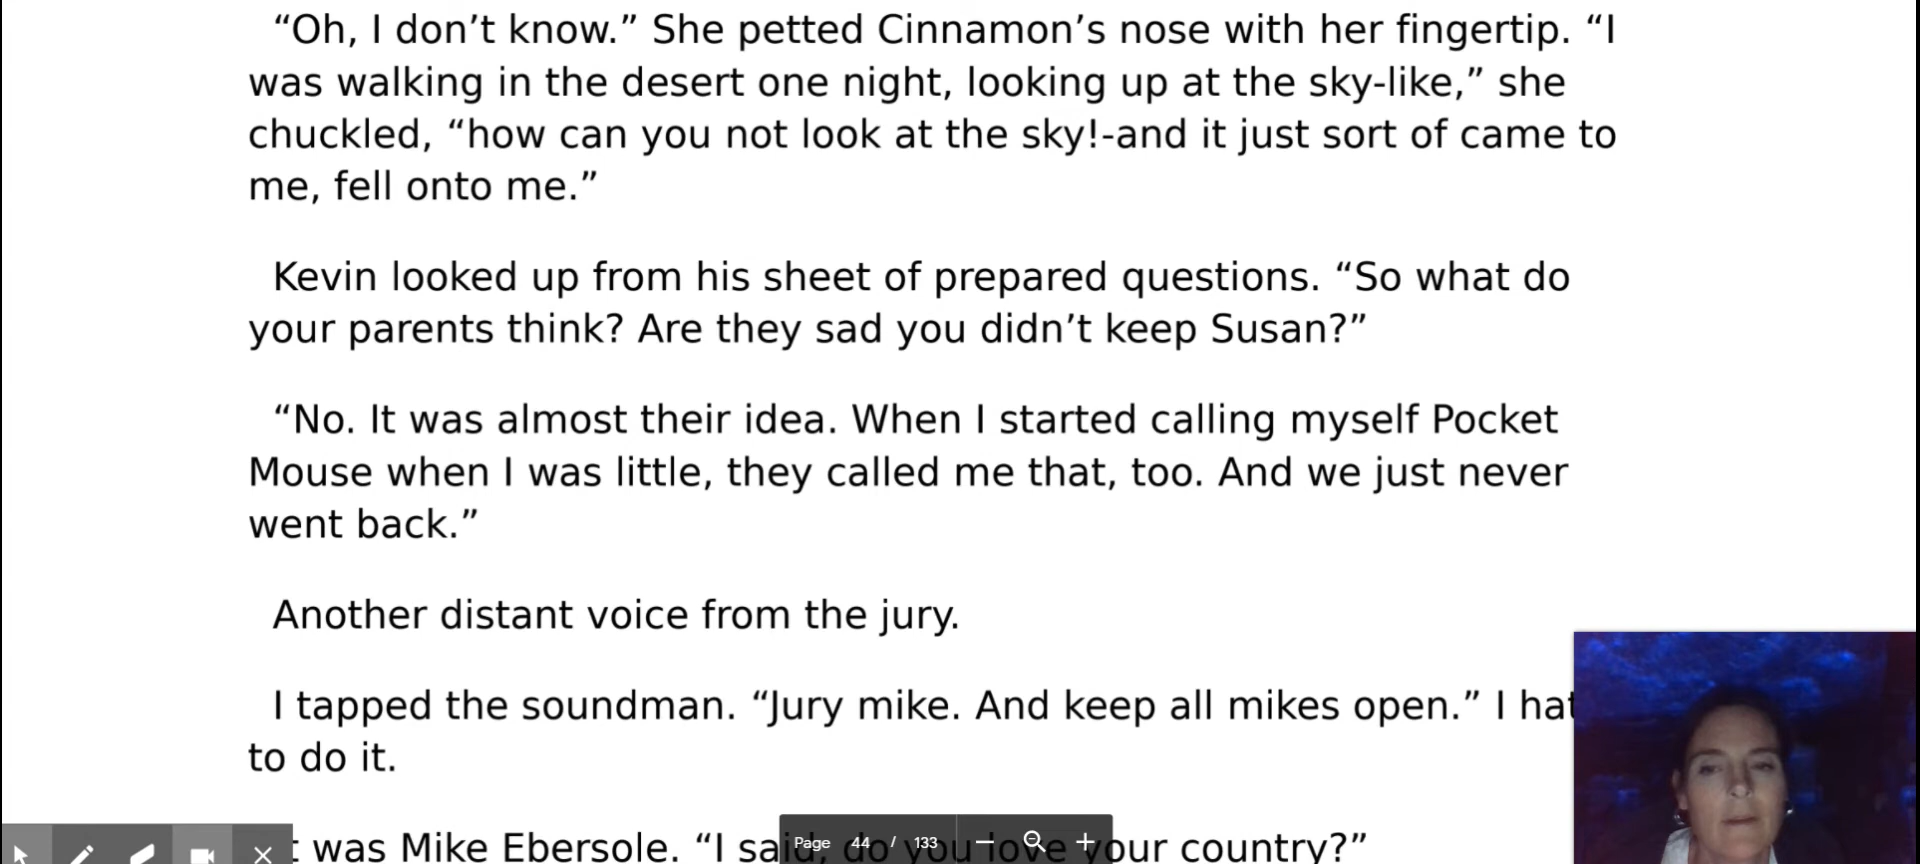 “Oh, I don’t know.” She petted Cinnamon’s nose with her fingertip. “I
was walking in the desert one night, looking up at the sky-like,” she
chuckled, “how can you not look at the sky!-and it just sort of came to
me, fell onto me.”
Kevin looked up from his sheet of prepared questions. “So what do
your parents think? Are they sad you didn’t keep Susan?”
“No. It was almost their idea. When I started calling myself Pocket
Mouse when I was little, they called me that, too. And we just never
went back.”
Another distant voice from the jury.
I tapped the soundman. “Jury mike. And keep all mikes open.” I hat
to do it.
t was Mike Ebersole. “I said, do you love your country?”
Page 44 / 133